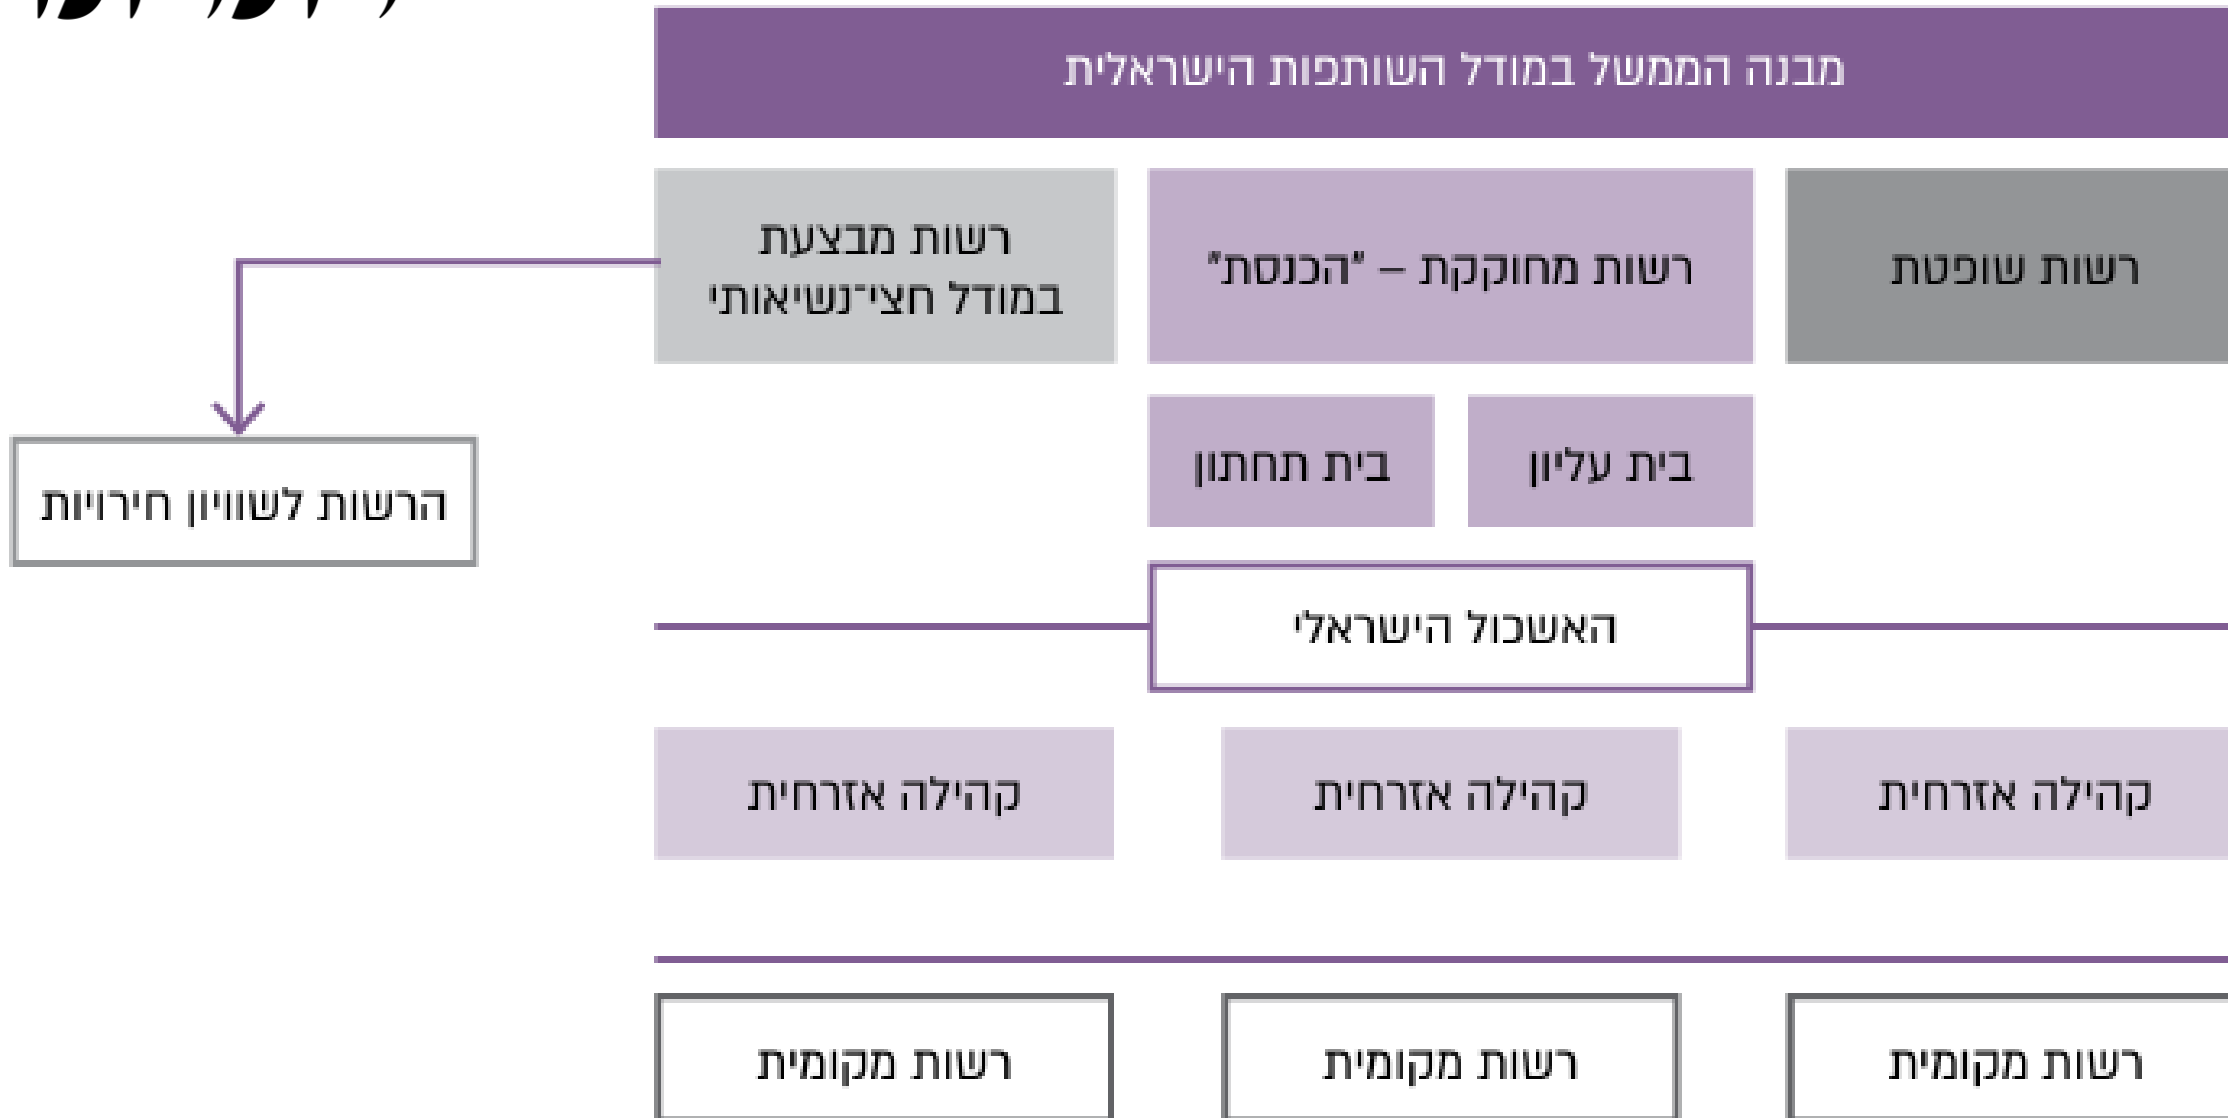 מבנה הממשל במודל השותפות הישראלית
רשות שופטת
רשות מחוקקת – "הכנסת"
רשות מבצעת
במודל חצי־נשיאותי
בית עליון
בית תחתון
הרשות לשוויון חירויות
האשכול הישראלי
קהילה אזרחית
קהילה אזרחית
קהילה אזרחית
רשות מקומית
רשות מקומית
רשות מקומית